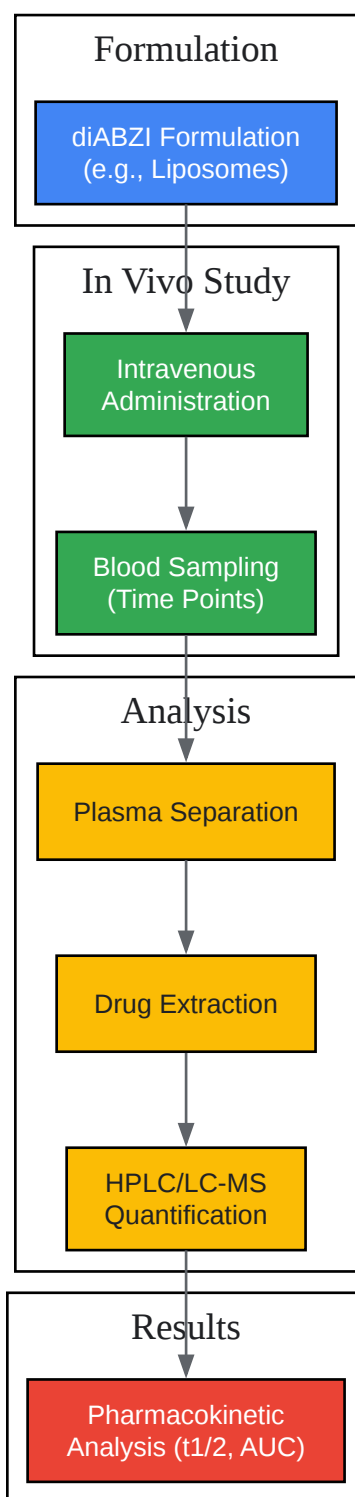 Formulation
diABZI Formulation
(e.g., Liposomes)
In Vivo Study
Intravenous
Administration
Blood Sampling
(Time Points)
Analysis
Plasma Separation
Drug Extraction
HPLC/LC-MS
Quantification
Results
Pharmacokinetic
Analysis (t1/2, AUC)